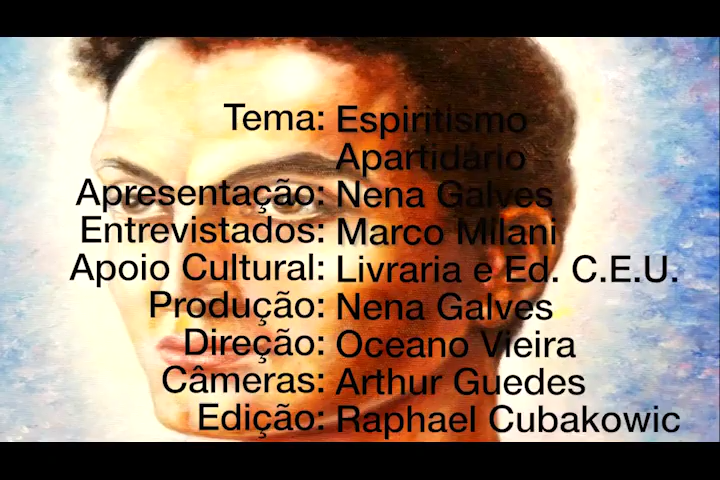 Tema: Espiritismo
Apartidário
Apresentação: Nena Galves
Entrevistados: Marco Milani
Apoio Cultural: Livraria e Ed. C.E.U.
Produção: Nena Galves
Direção: Oceano Vieira
Câmeras: Arthur Guedes
Edição: Raphael Cubakowic